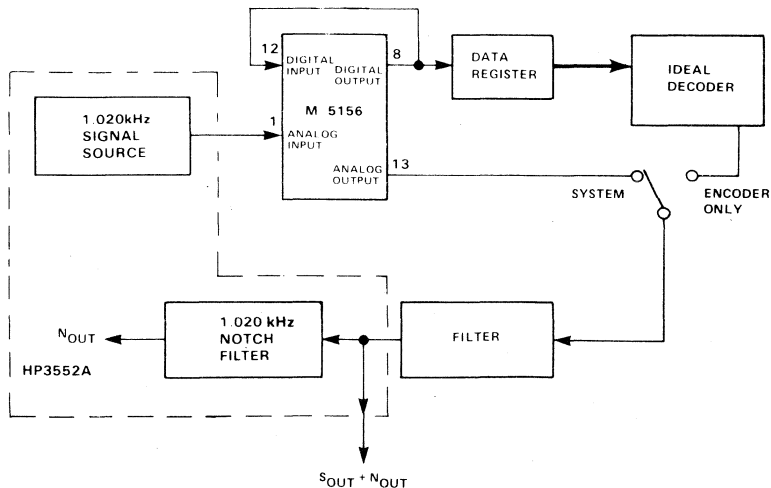 12
DIGITAL
INPUT
8
DIGITAL
OUTPUT
M 5156
1
ANALOG
INPUT
ANALOG
OUTPUT
13
DATA
REGISTER
IDEAL
DECODER
1.020kHz
SIGNAL
SOURCE
SYSTEM
ENCODER
ONLY
NOUT
HP3552A
1.020 kHz
NOTCH
FILTER
FILTER
SOUT + NOUT